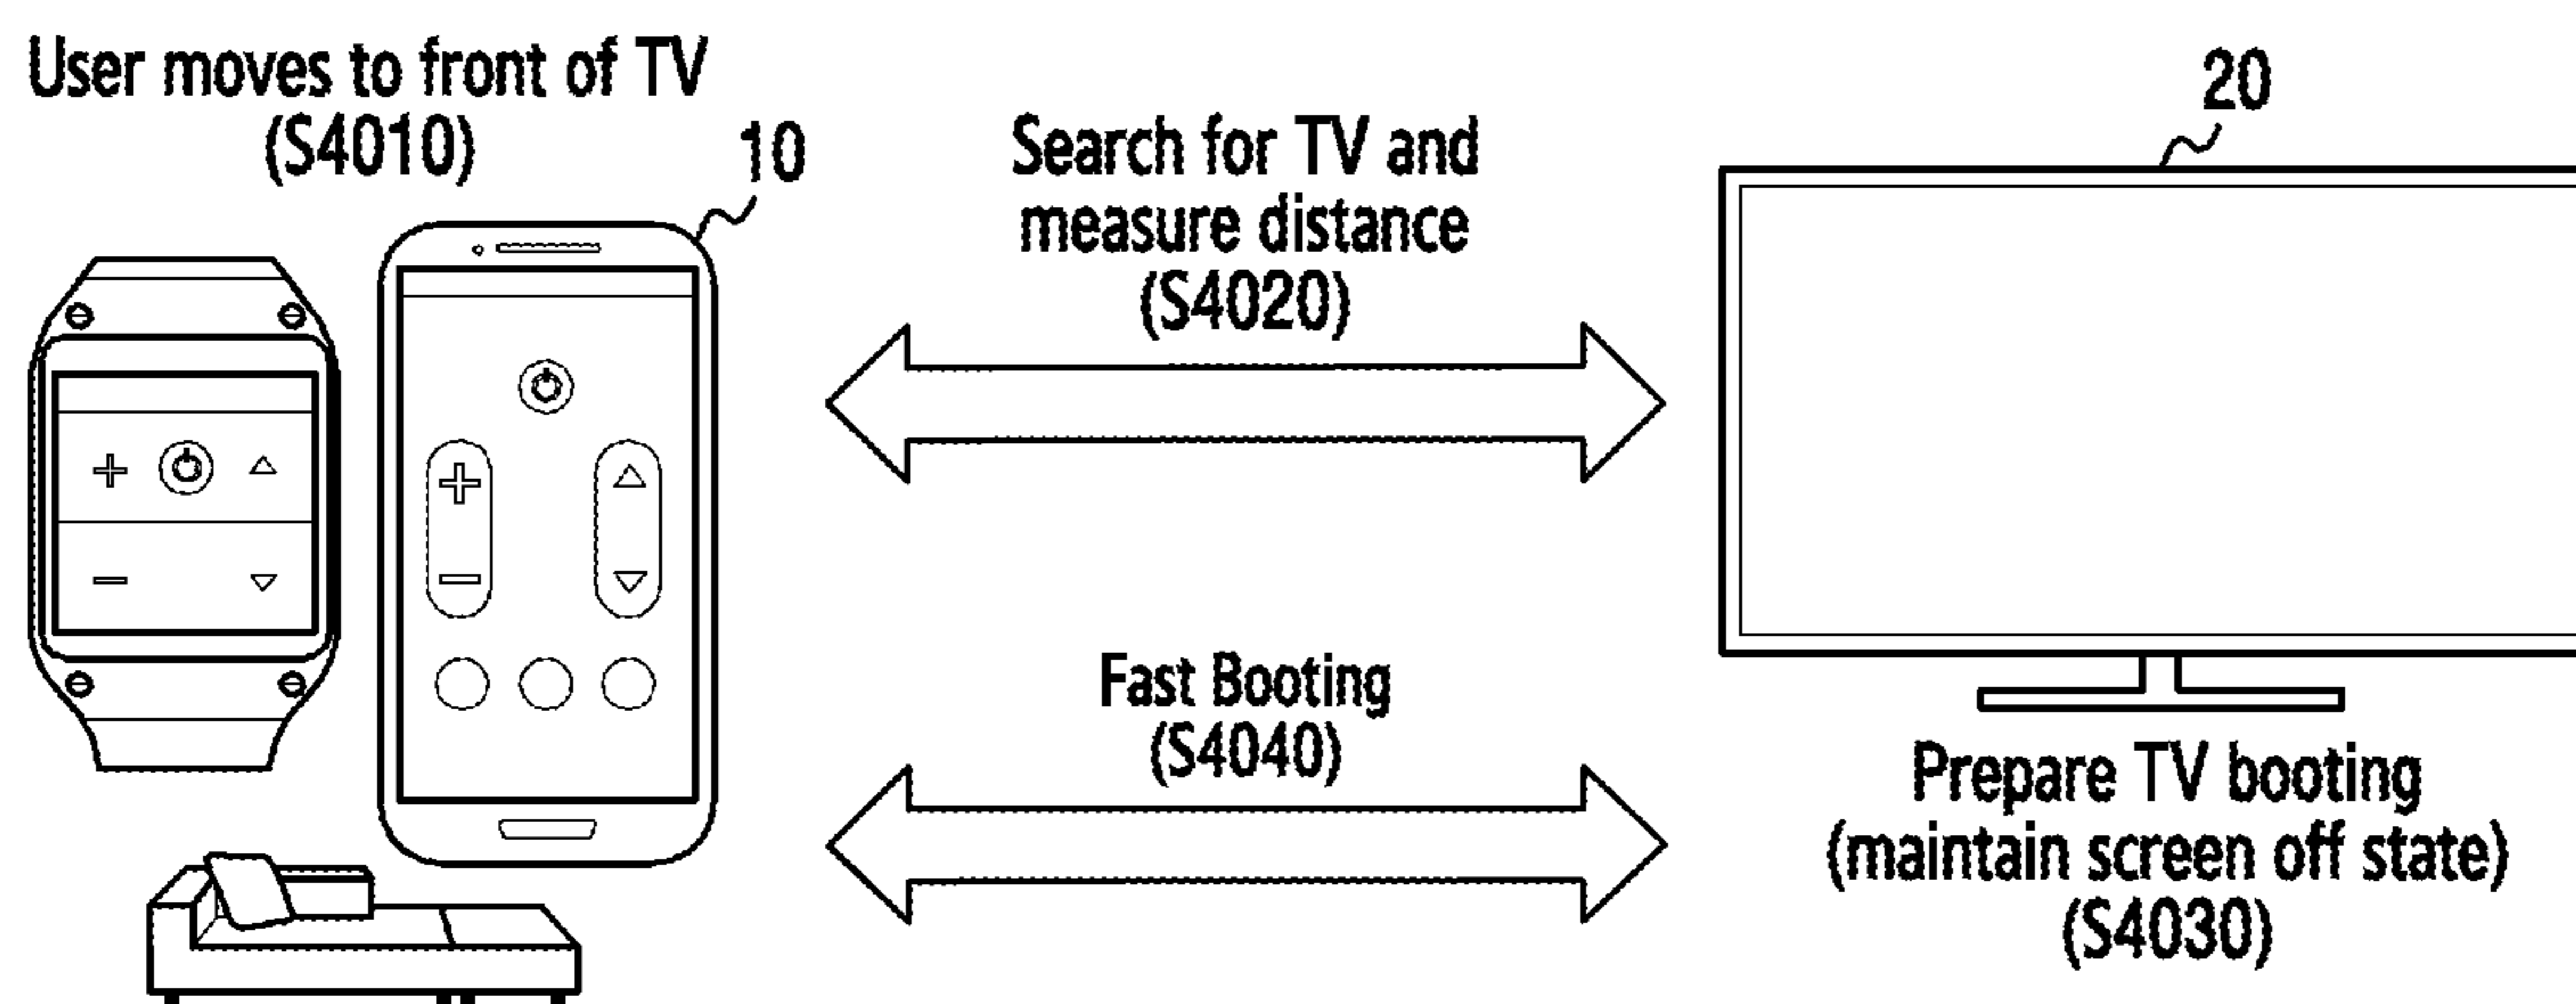 User moves to front of TV
(S4010)
10
Search for TV and
measure distance
(S4020)
20
Fast Booting
(S4040)
Prepare TV booting
(maintain screen off state)
(S4030)